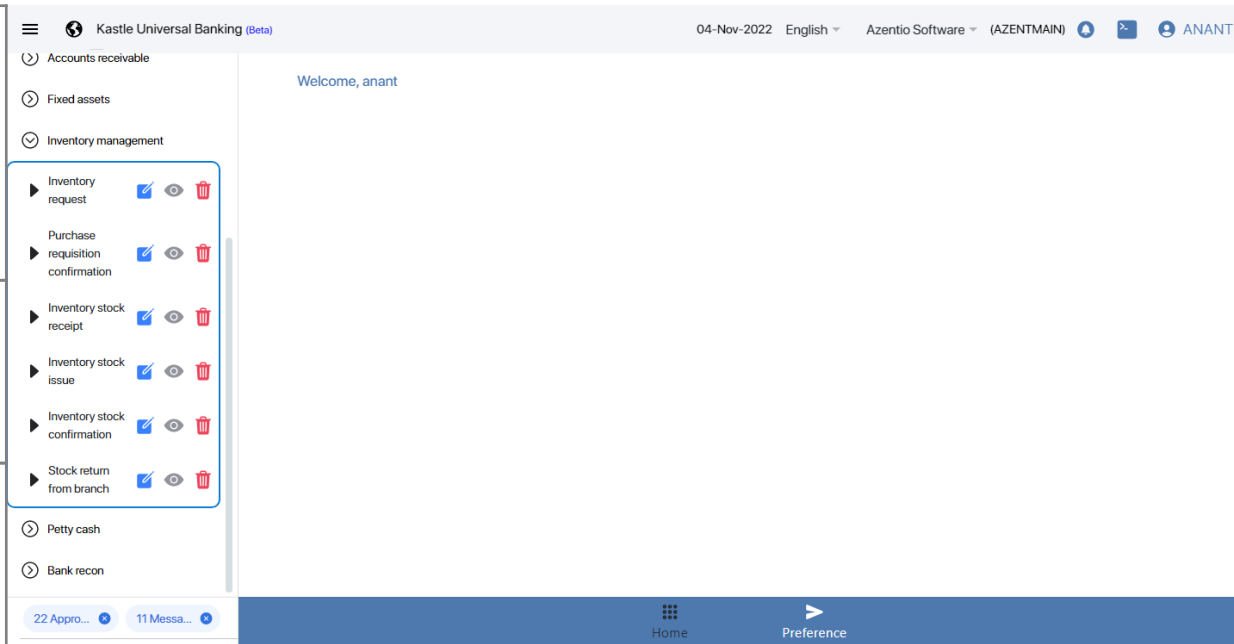 Kastle Universal Banking (Beta)
04-Nov-2022 English Azentio Software (AZENTMAIN) ANANT
Accounts receivable
Welcome, anant
Fixed assets
Inventory management
Inventory
request
Purchase
requisition
confirmation
Inventory stock
receipt
Inventory stock
issue
Inventory stock
confirmation
Stock return
from branch
Petty cash
Bank recon
22 Appro... 11 Messa...
Home Preference